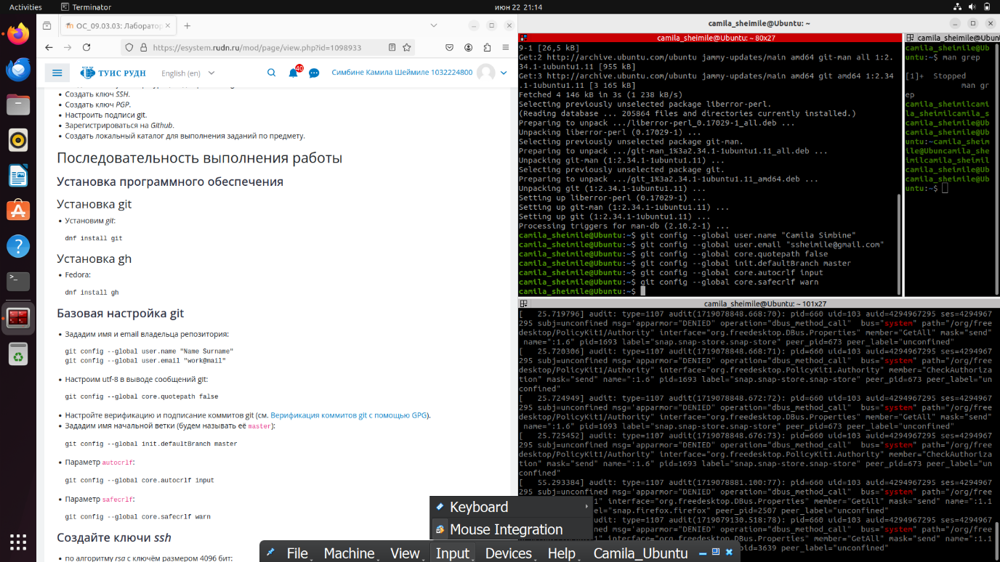 Activities
Terminator
июн 22 21:14
ОС_09.03.03: Лаборатор
https://esystem.rudn.ru/mod/page/view.php?id=1098933
ТУИС РУДН
English (en)
40
Симбине Камила Шеймиле 1032224800
Создать ключ SSH.
Создать ключ PGP.
Настроить подписи git.
Зарегистрироваться на Github.
Создать локальный каталог для выполнения заданий по предмету.
Последовательность выполнения работы
Установка программного обеспечения
Установка git
Установим git:
dnf install git
Установка gh
Fedora:
dnf install gh
Базовая настройка git
Зададим имя и email владельца репозитория:
git config --global user.name "Name Surname"
git config --global user.email "work@mail"
Настроим utf-8 в выводе сообщений git:
git config --global core.quotepath false
Настройте верификацию и подписание коммитов git (см. Верификация коммитов git с помощью GPG).
Зададим имя начальной ветки (будем называть её master):
git config --global init.defaultBranch master
Параметр autocrlf:
git config --global core.autocrlf input
Параметр safecrlf:
git config --global core.safecrlf warn
Создайте ключи ssh
по алгоритму rsa с ключём размером 4096 бит:
camila_sheimile@Ubuntu: ~
camila_sheimile@Ubuntu: ~ 80x27
9-1 [26,5 kB]
Get:2 http://archive.ubuntu.com/ubuntu jammy-updates/main amd64 git-man all 1:2.
34.1-1ubuntu1.11 [955 kB]
Get:3 http://archive.ubuntu.com/ubuntu jammy-updates/main amd64 git amd64 1:2.34
.1-1ubuntu1.11 [3 165 kB]
Fetched 4 146 kB in 3s (1 238 kB/s)
Selecting previously unselected package liberror-perl.
(Reading database ... 205864 files and directories currently installed.)
Preparing to unpack .../liberror-perl_0.17029-1_all.deb ...
Unpacking liberror-perl (0.17029-1) ...
Selecting previously unselected package git-man.
Preparing to unpack .../git-man_1%3a2.34.1-1ubuntu1.11_all.deb ...
Unpacking git-man (1:2.34.1-1ubuntu1.11) ...
Selecting previously unselected package git.
Preparing to unpack .../git_1%3a2.34.1-1ubuntu1.11_amd64.deb ...
Unpacking git (1:2.34.1-1ubuntu1.11) ...
Setting up liberror-perl (0.17029-1) ...
Setting up git-man (1:2.34.1-1ubuntu1.11) ...
Setting up git (1:2.34.1-1ubuntu1.11) ...
Processing triggers for man-db (2.10.2-1) ...
camila_sheimile@Ubuntu:~$ git config --global user.name "Camila Simbine"
camila_sheimile@Ubuntu:~$ git config --global user.email "ssheimile@gmail.com"
camila_sheimile@Ubuntu:~$ git config --global core.quotepath false
camila_sheimile@Ubuntu:~$ git config --global init.defaultBranch master
camila_sheimile@Ubuntu:~$ git config --global core.autocrlf input
camila_sheimile@Ubuntu:~$ git config --global core.safecrlf warn
camila_sheimile@Ubuntu:~$
camila_sheimile@Ubun
camila_sheimile@Ub
untu:~$ man grep
[1]+ Stopped
man gr
ep
camila_sheimilcami
la_sheimilcamila_s
camila_sheimile@Ub
camila_sheimile@Ub
camila_sheimile@Ub
untu:~camila_sheim
ile@Ubuncamila_she
imilcamila_sheimil
camila_sheimile@Ub
camila_sheimile@Ub
untu:~$
camila_sheimile@Ubuntu: ~ 101x27
[ 25.719796] audit: type=1107 audit(1719078848.668:70): pid=660 uid=103 auid=4294967295 ses=4294967
295 subj=unconfined msg='apparmor="DENIED" operation="dbus_method_call" bus="system" path="/org/free
desktop/PolicyKit1/Authority" interface="org.freedesktop.DBus.Properties" member="GetAll" mask="send"
name=":1.6" pid=1693 label="snap.snap-store.snap-store" peer_pid=673 peer_label="unconfined"
[ 25.720306] audit: type=1107 audit(1719078848.668:71): pid=660 uid=103 auid=4294967295 ses=4294967
295 subj=unconfined msg='apparmor="DENIED" operation="dbus_method_call" bus="system" path="/org/free
desktop/PolicyKit1/Authority" interface="org.freedesktop.PolicyKit1.Authority" member="CheckAuthoriza
tion" mask="send" name=":1.6" pid=1693 label="snap.snap-store.snap-store" peer_pid=673 peer_label="un
confined"
[ 25.724949] audit: type=1107 audit(1719078848.672:72): pid=660 uid=103 auid=4294967295 ses=4294967
295 subj=unconfined msg='apparmor="DENIED" operation="dbus_method_call" bus="system" path="/org/free
desktop/PolicyKit1/Authority" interface="org.freedesktop.DBus.Properties" member="GetAll" mask="send"
name=":1.6" pid=1693 label="snap.snap-store.snap-store" peer_pid=673 peer_label="unconfined"
[ 25.725452] audit: type=1107 audit(1719078848.676:73): pid=660 uid=103 auid=4294967295 ses=4294967
295 subj=unconfined msg='apparmor="DENIED" operation="dbus_method_call" bus="system" path="/org/free
desktop/PolicyKit1/Authority" interface="org.freedesktop.PolicyKit1.Authority" member="CheckAuthoriza
tion" mask="send" name=":1.6" pid=1693 label="snap.snap-store.snap-store" peer_pid=673 peer_label="un
confined"
[ 55.293384] audit: type=1107 audit(1719078881.100:77): pid=660 uid=103 auid=4294967295 ses=4294967
295 subj=unconfined msg='apparmor="DENIED" operation="dbus_method_call" bus="system" path="/org/free
1" interface="org.freedesktop.DBus.Properties" member="GetAll" mask="send" name=":1.1
el="snap.firefox.firefox" peer_pid=2507 peer_label="unconfined"
audit(1719079130.518:78): pid=660 uid=103 auid=4294967295 ses=4294967
'apparmor="DENIED" operation="dbus_method_call" bus="system" path="/org/free
1" interface="org.freedesktop.DBus.Properties" member="GetAll" mask="send" name=":1.1
pid=3639 peer_label="unconfined"
Keyboard
Mouse Integration
File
Machine
View
Input
Devices
Help
Camila_Ubuntu